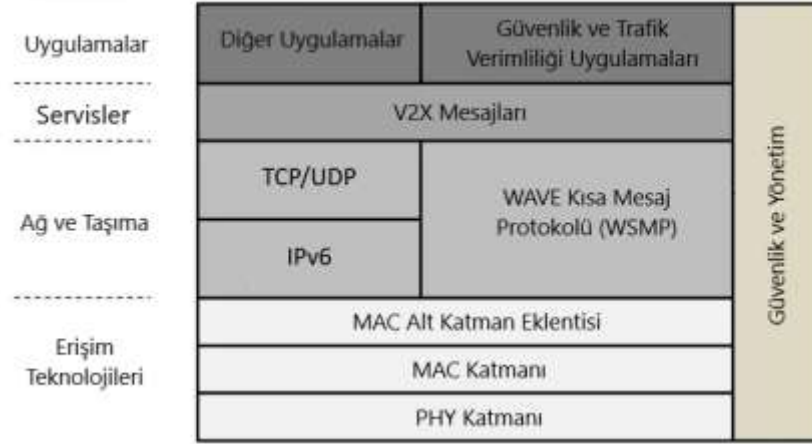 Uygulamalar
Diğer Uygulamalar
Güvenlik ve Trafik
Verimliliği Uygulamaları
Servisler
V2X Mesajları
Ağ ve Taşıma
TCP/UDP
IPv6
WAVE Kısa Mesaj
Protokolü (WSMP)
Erişim
Teknolojileri
MAC Alt Katman Eklentisi
MAC Katmanı
PHY Katmanı
Güvenlik ve Yönetim